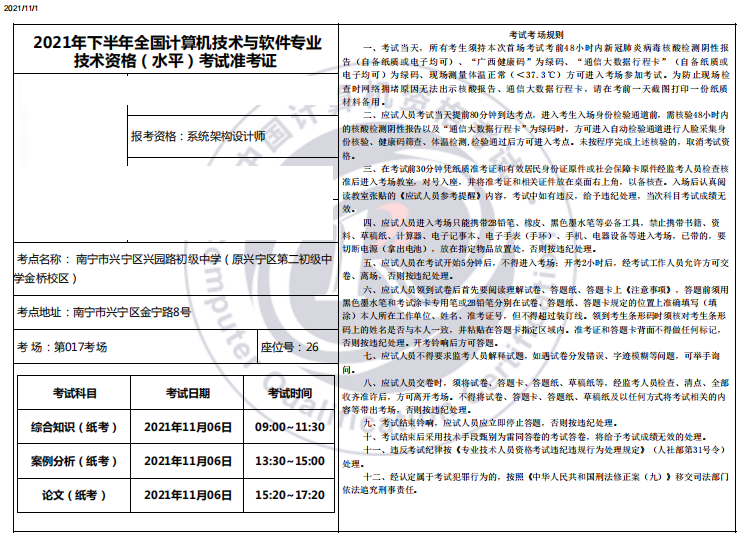 2021/11/1
2021年下半年全国计算机技术与软件专业
技术资格（水平）考试准考证
报考资格：系统架构设计师
考点名称： 南宁市兴宁区兴园路初级中学（原兴宁区第二初级中
学金桥校区）
考点地址：南宁市兴宁区金宁路8号
考 场：第017考场
座位号：26
考试科目 考试日期 考试时间
综合知识（纸考） 2021年11月06日 09:00~11:30
案例分析（纸考） 2021年11月06日 13:30~15:00
论文（纸考） 2021年11月06日 15:20~17:20
考试考场规则
一、考试当天，所有考生须持本次首场考试考前48小时内新冠肺炎病毒核酸检测阴性报
告（自备纸质或电子均可）、“广西健康码”为绿码、“通信大数据行程卡”（自备纸质或
电子均可）为绿码、现场测量体温正常（＜37.3℃）方可进入考场参加考试。为防止现场检
查时网络拥堵原因无法出示核酸报告、通信大数据行程卡，请在考前一天截图打印一份纸质
材料备用。
二、应试人员考试当天提前80分钟到达考点，进入考生入场身份检验通道前，需核验48小时内
的核酸检测阴性报告以及“通信大数据行程卡”为绿码时，方可进入自动检验通道进行人脸采集身
份核验、健康码筛查、体温检测,检验通过后方可进入考点。未按程序完成上述核验的，取消考试资
格。
三、在考试前30分钟凭纸质准考证和有效居民身份证原件或社会保障卡原件经监考人员检查核
准后进入考场教室，对号入座，并将准考证和相关证件放在桌面右上角，以备核查。入场后认真阅
读教室张贴的《应试人员参考提醒》内容，考试中如有违反，给予违纪处理，当次科目考试成绩无
效。
四、应试人员进入考场只能携带2B铅笔、橡皮、黑色墨水笔等必备工具，禁止携带书籍、资
料、草稿纸、计算器、电子记事本、电子手表（手环）、手机、电器设备等进入考场，已带的，要
切断电源（拿出电池），放在指定物品放置处，否则按违纪处理。
五、应试人员在考试开始5分钟后，不得进入考场；开考2小时后，经考试工作人员允许方可交
卷、离场，否则按违纪处理。
六、应试人员领到试卷后首先要阅读理解试卷、答题纸、答题卡上《注意事项》，答题前须用
黑色墨水笔和考试涂卡专用笔或2B铅笔分别在试卷、答题纸、答题卡规定的位置上准确填写（填
涂）本人所在工作单位、姓名、准考证号，但不得超过装订线。领到考生条形码时须核对考生条形
码上的姓名是否与本人一致，并粘贴在答题卡指定区域内。准考证和答题卡背面不得做任何标记，
否则按违纪处理。开考铃响后方可答题。
七、应试人员不得要求监考人员解释试题，如遇试卷分发错误、字迹模糊等问题，可举手询
问。
八、应试人员交卷时，须将试卷、答题卡、答题纸、草稿纸等，经监考人员检查、清点、全部
收齐准许后，方可离开考场。不得将试卷、答题卡、答题纸、草稿纸及以任何方式将考试相关的内
容等带出考场，否则按违纪处理。
九、考试结束铃响，应试人员应立即停止答题，否则按违纪处理。
十、考试结束后采用技术手段甄别为雷同答卷的考试答卷，将给予考试成绩无效的处理。
十一、违反考试纪律按《专业技术人员资格考试违纪违规行为处理规定》（人社部第31号令）
处理。
十二、经认定属于考试犯罪行为的，按照《中华人民共和国刑法修正案（九）》移交司法部门
依法追究刑事责任。